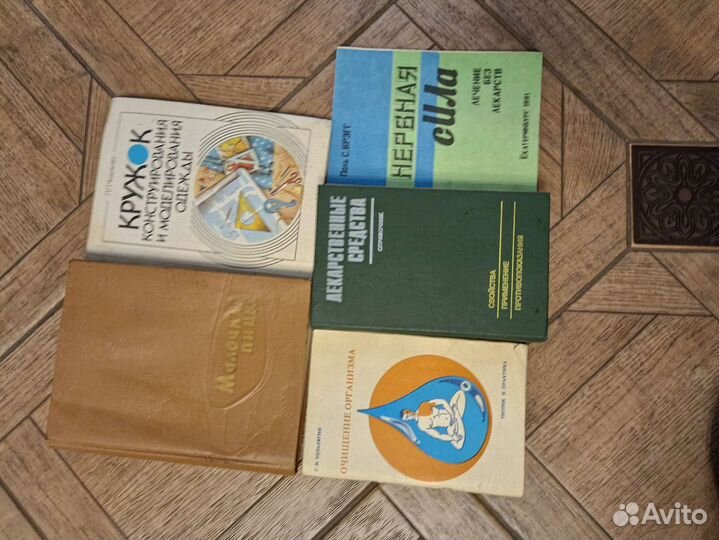 КРУЖОК
КОНСТРУИРОВАНИЯ
И МОДЕЛИРОВАНИЯ
ОДЕЖДЫ
Поль С. БРЭГГ
НЕРВНАЯ
сИЛа
ЛЕЧЕНИЕ
БЕЗ
ЛЕКАРСТВ
ЕКАТЕРИНБУРГ 1991
ЛЕКАРСТВЕННЫЕ
СРЕДСТВА
СПРАВОЧНИК
СВОЙСТВА
ПРИМЕНЕНИЕ
ПРОТИВОПОКАЗАНИЯ
Молочная
пища
Г. П. МАЛАХОВ
ОЧИЩЕНИЕ ОРГАНИЗМА
ТЕОРИЯ И ПРАКТИКА
Avito